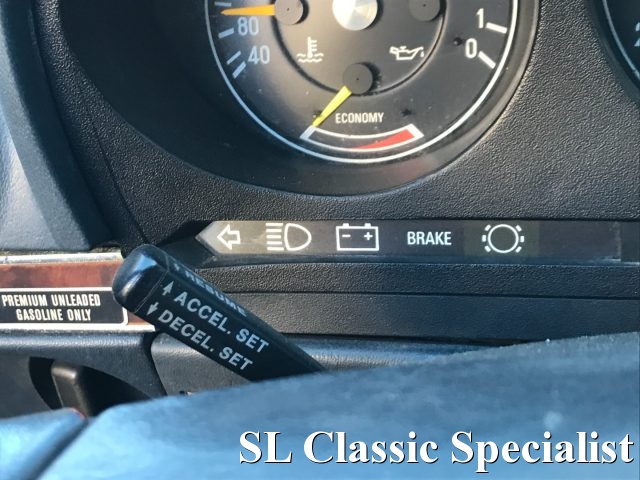 80
40
1
0
ECONOMY
BRAKE
PREMIUM UNLEADED
GASOLINE ONLY
RESUME
ACCEL. SET
DECEL. SET
SL Classic Specialist